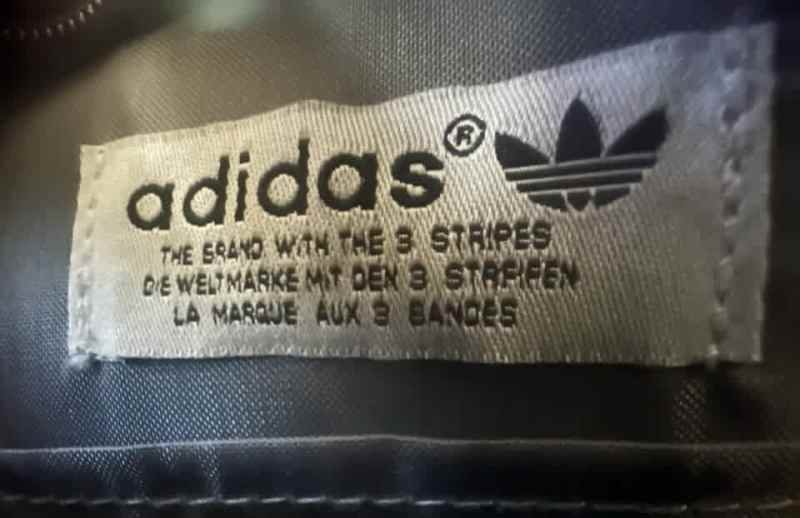 adidas®
THE BRAND WITH THE 3 STRIPES
DIE WELTMARKE MIT DEN 3 STREIFEN
LA MARQUE AUX 3 BANDES